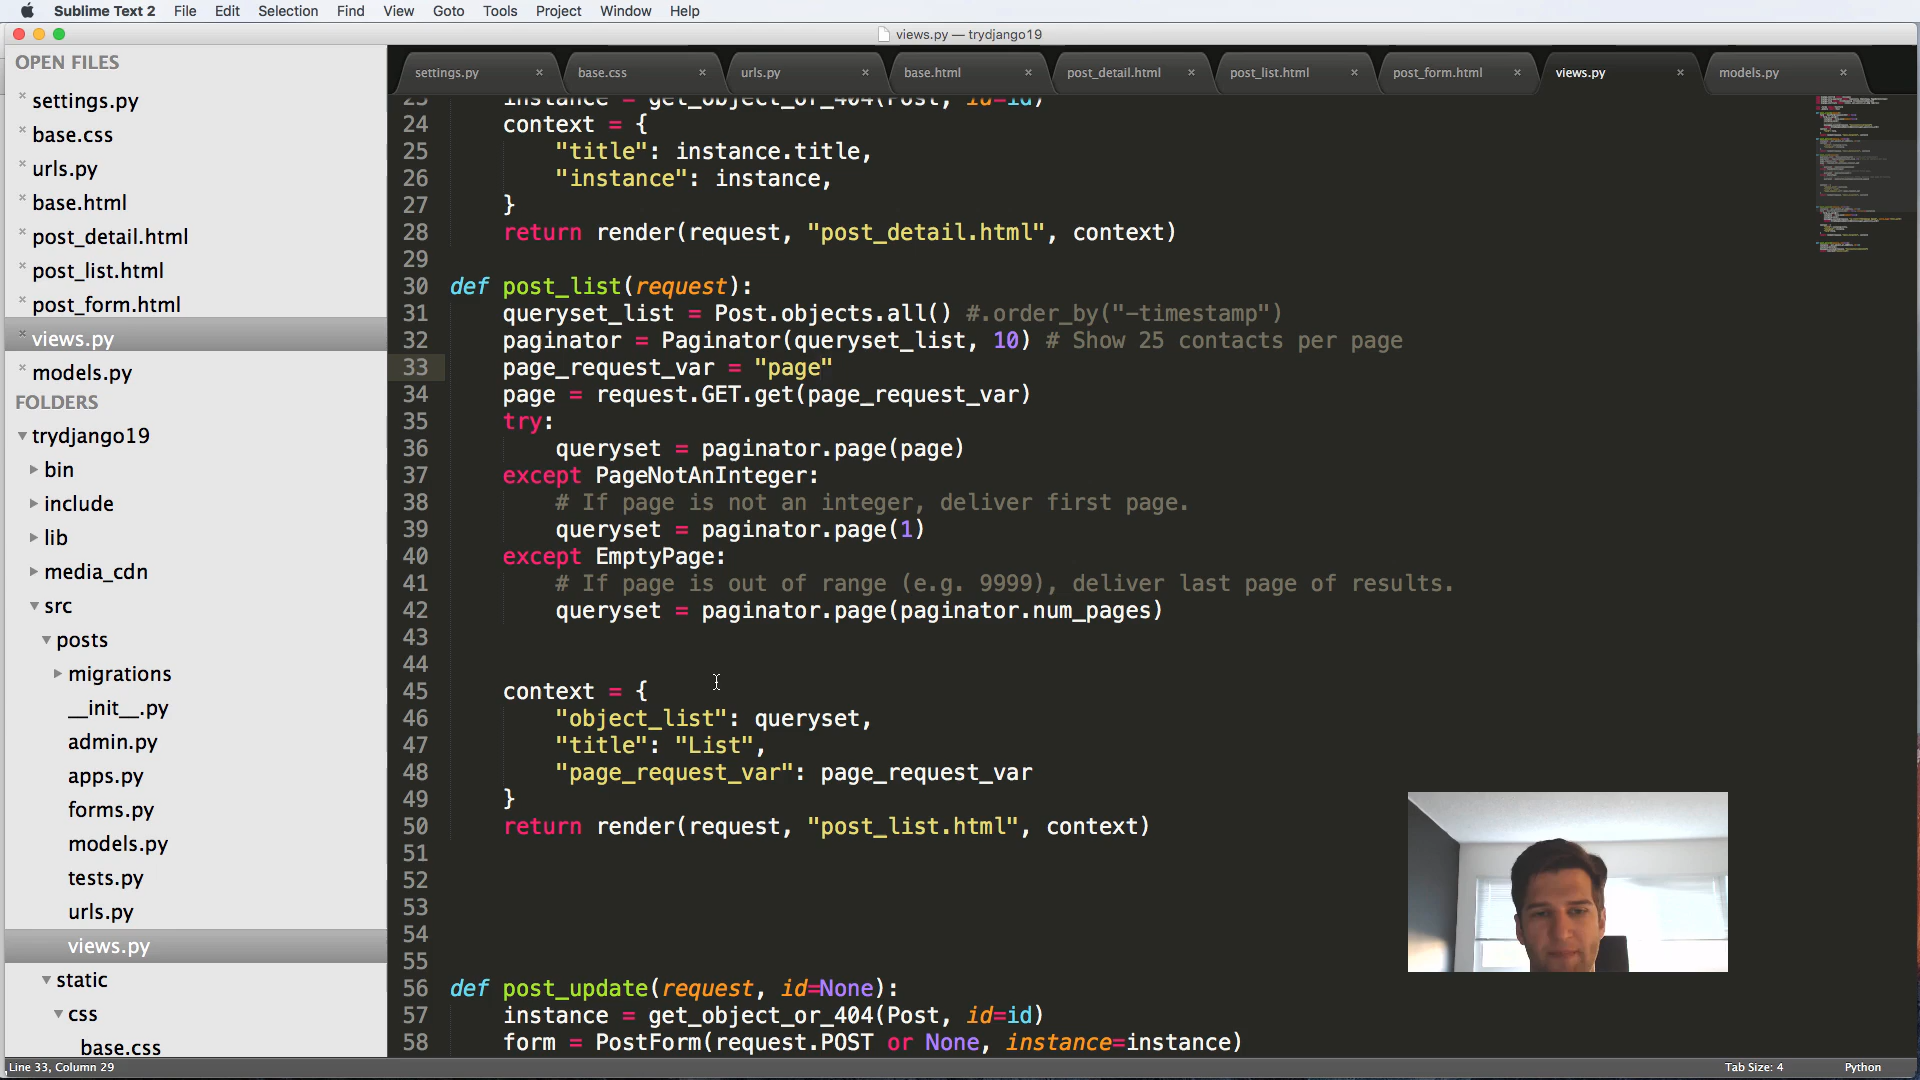 Sublime Text 2 File Edit Selection Find View Goto Tools Project Window Help
views.py — trydjango19
settings.py × base.css × urls.py × base.html × post_detail.html × post_list.html × post_form.html × views.py × models.py ×
OPEN FILES
× settings.py
× base.css
× urls.py
× base.html
× post_detail.html
× post_list.html
× post_form.html
× views.py
× models.py
FOLDERS
trydjango19
bin
include
lib
media_cdn
src
posts
migrations
__init__.py
admin.py
apps.py
forms.py
models.py
tests.py
urls.py
views.py
static
css
base.css
23 instance = get_object_or_404(Post, id=id)
24 context = {
25 "title": instance.title,
26 "instance": instance,
27 }
28 return render(request, "post_detail.html", context)
29
30 def post_list(request):
31 queryset_list = Post.objects.all() #.order_by("-timestamp")
32 paginator = Paginator(queryset_list, 10) # Show 25 contacts per page
33 page_request_var = "page"
34 page = request.GET.get(page_request_var)
35 try:
36 queryset = paginator.page(page)
37 except PageNotAnInteger:
38 # If page is not an integer, deliver first page.
39 queryset = paginator.page(1)
40 except EmptyPage:
41 # If page is out of range (e.g. 9999), deliver last page of results.
42 queryset = paginator.page(paginator.num_pages)
43
44
45 context = {
46 "object_list": queryset,
47 "title": "List",
48 "page_request_var": page_request_var
49 }
50 return render(request, "post_list.html", context)
51
52
53
54
55
56 def post_update(request, id=None):
57 instance = get_object_or_404(Post, id=id)
58 form = PostForm(request.POST or None, instance=instance)
Line 33, Column 29 Tab Size: 4 Python